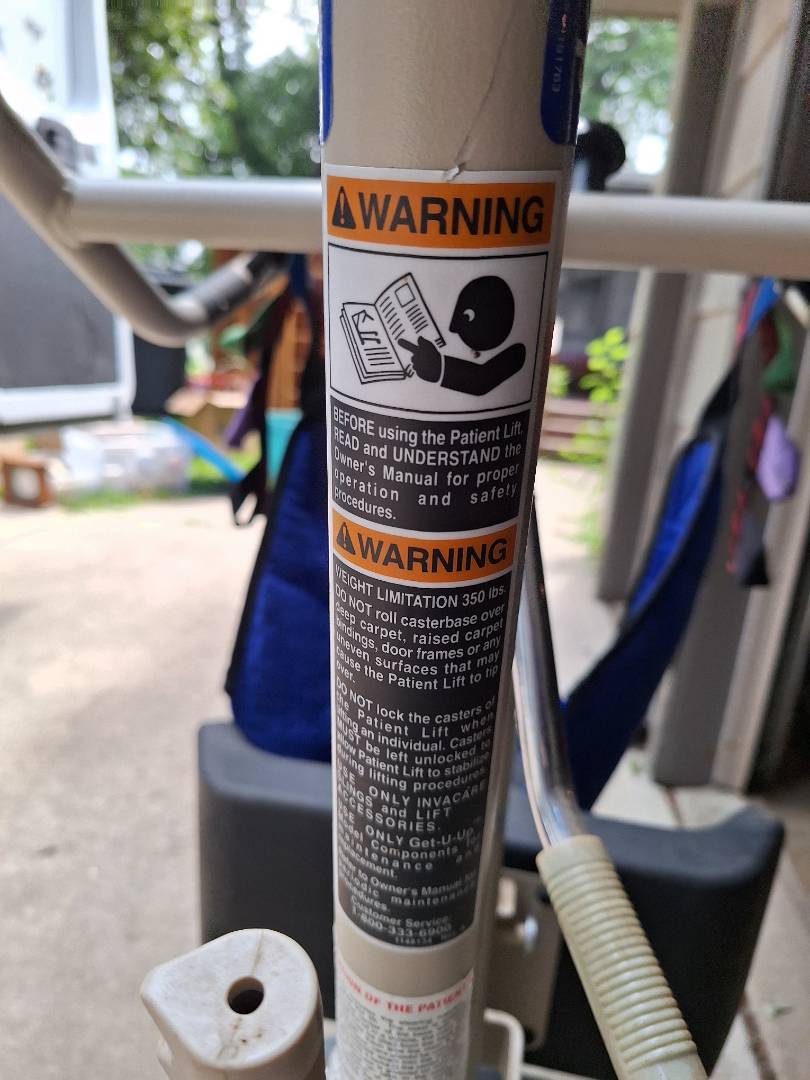 WARNING
BEFORE using the Patient Lift,
READ and UNDERSTAND the
Owner's Manual for proper
operation and safety
procedures.
WARNING
WEIGHT LIMITATION 350 lbs.
DO NOT roll casterbase over
deep carpet, raised carpet
bindings, door frames or any
uneven surfaces that may
cause the Patient Lift to tip
over.
DO NOT lock the casters of
the Patient Lift when
lifting an individual. Casters
MUST be left unlocked to
allow Patient Lift to stabilize
during lifting procedures.
USE ONLY INVACARE
SLINGS and LIFT
ACCESSORIES.
USE ONLY Get-U-Up™
Model Components for
maintenance and
replacement.
Refer to Owner's Manual for
periodic maintenance
procedures.
Customer Service
1-800-333-6900
OF THE PATIENT